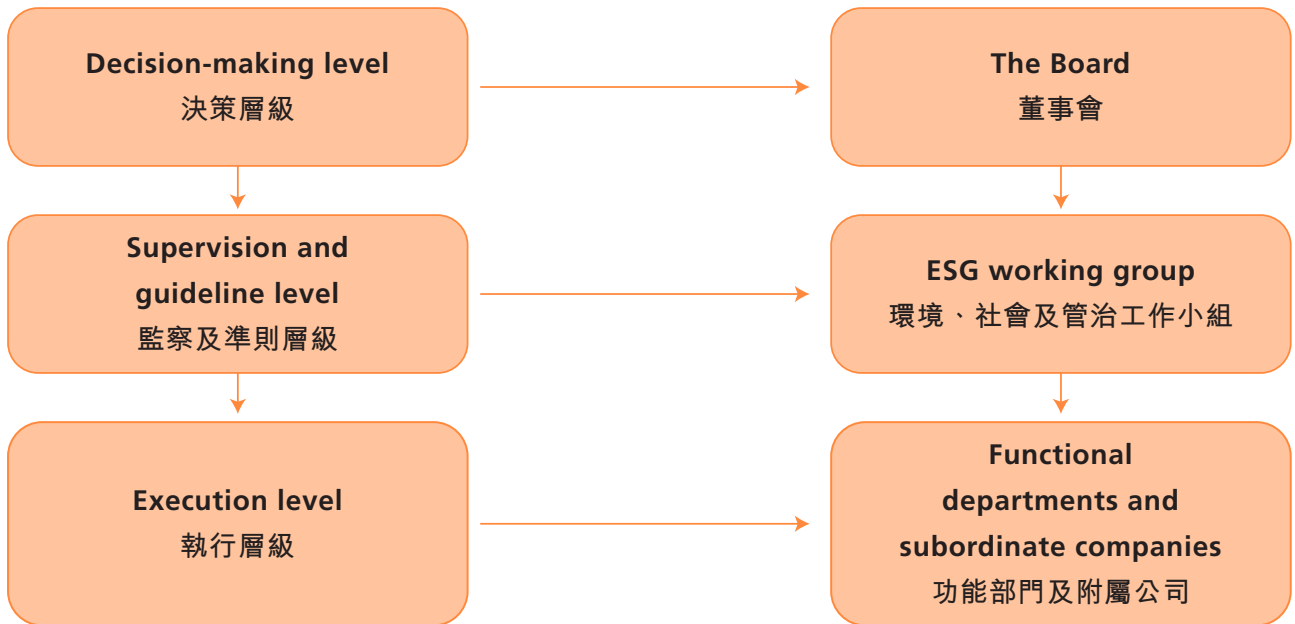 Decision-making level
決策層級
The Board
董事會
Supervision and
guideline level
監察及準則層級
ESG working group
環境、社會及管治工作小組
Execution level
執行層級
Functional
departments and
subordinate companies
功能部門及附屬公司